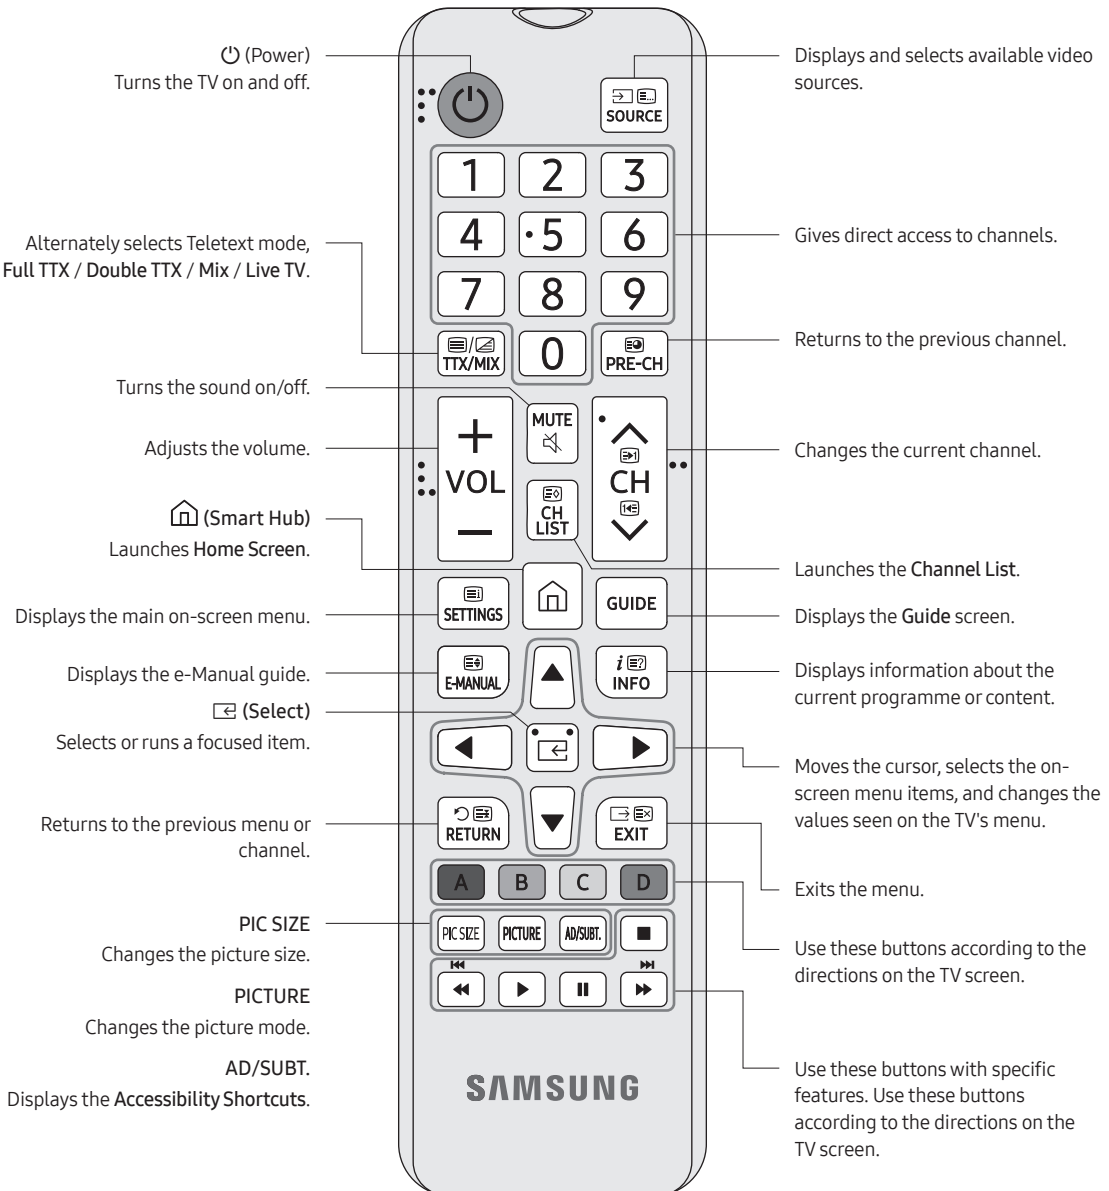 (Power)
Turns the TV on and off.
Alternately selects Teletext mode,
Full TTX / Double TTX / Mix / Live TV.
Turns the sound on/off.
Adjusts the volume.
(Smart Hub)
Launches Home Screen.
Displays the main on-screen menu.
Displays the e-Manual guide.
(Select)
Selects or runs a focused item.
Returns to the previous menu or
channel.
PIC SIZE
Changes the picture size.
PICTURE
Changes the picture mode.
AD/SUBT.
Displays the Accessibility Shortcuts.
SOURCE
1 2 3
4 5 6
7 8 9
TTX/MIX 0 PRE-CH
+ MUTE
VOL CH
CH
LIST
−
SETTINGS GUIDE
E-MANUAL i INFO
RETURN EXIT
A B C D
PIC SIZE PICTURE AD/SUBT.
SAMSUNG
Displays and selects available video
sources.
Gives direct access to channels.
Returns to the previous channel.
Changes the current channel.
Launches the Channel List.
Displays the Guide screen.
Displays information about the
current programme or content.
Moves the cursor, selects the on-
screen menu items, and changes the
values seen on the TV's menu.
Exits the menu.
Use these buttons according to the
directions on the TV screen.
Use these buttons with specific
features. Use these buttons
according to the directions on the
TV screen.